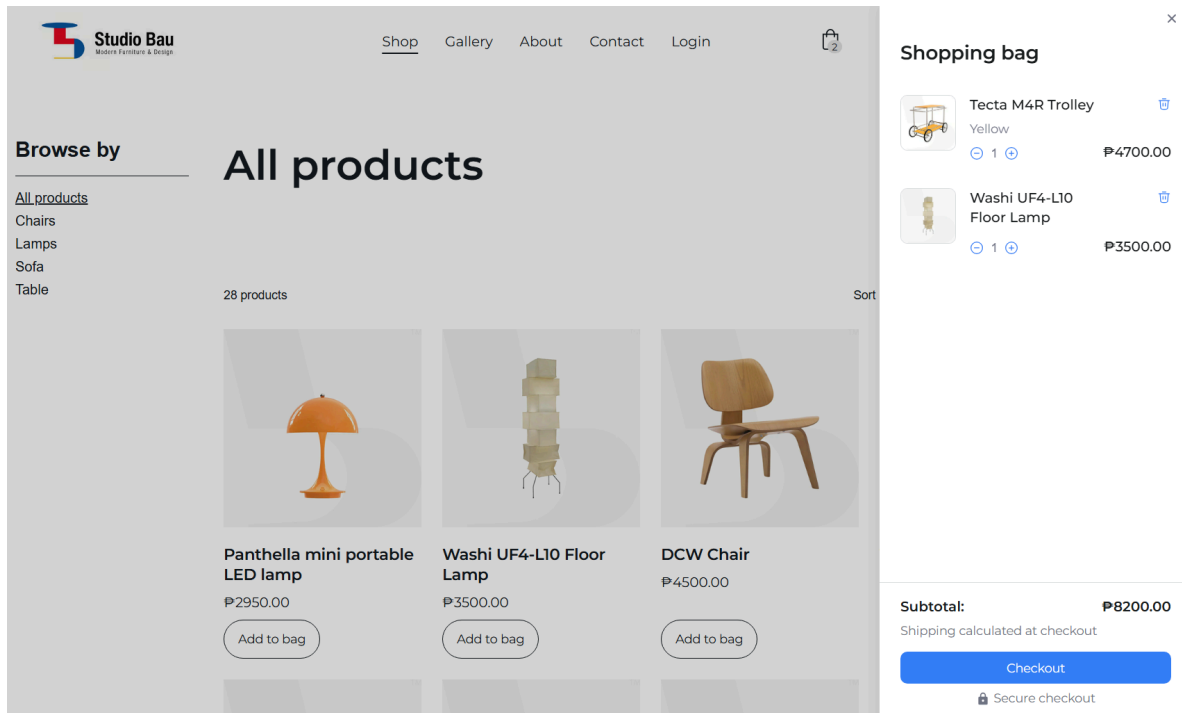 Studio Bau
Modern Furniture & Design
Shop Gallery About Contact Login
2
Browse by
All products
Chairs
Lamps
Sofa
Table
All products
28 products
Sort
Panthella mini portable
LED lamp
₱2950.00
Add to bag
Washi UF4-L10 Floor
Lamp
₱3500.00
Add to bag
DCW Chair
₱4500.00
Add to bag
Shopping bag
Tecta M4R Trolley
Yellow
1 ₱4700.00
Washi UF4-L10
Floor Lamp
1 ₱3500.00
Subtotal: ₱8200.00
Shipping calculated at checkout
Checkout
Secure checkout